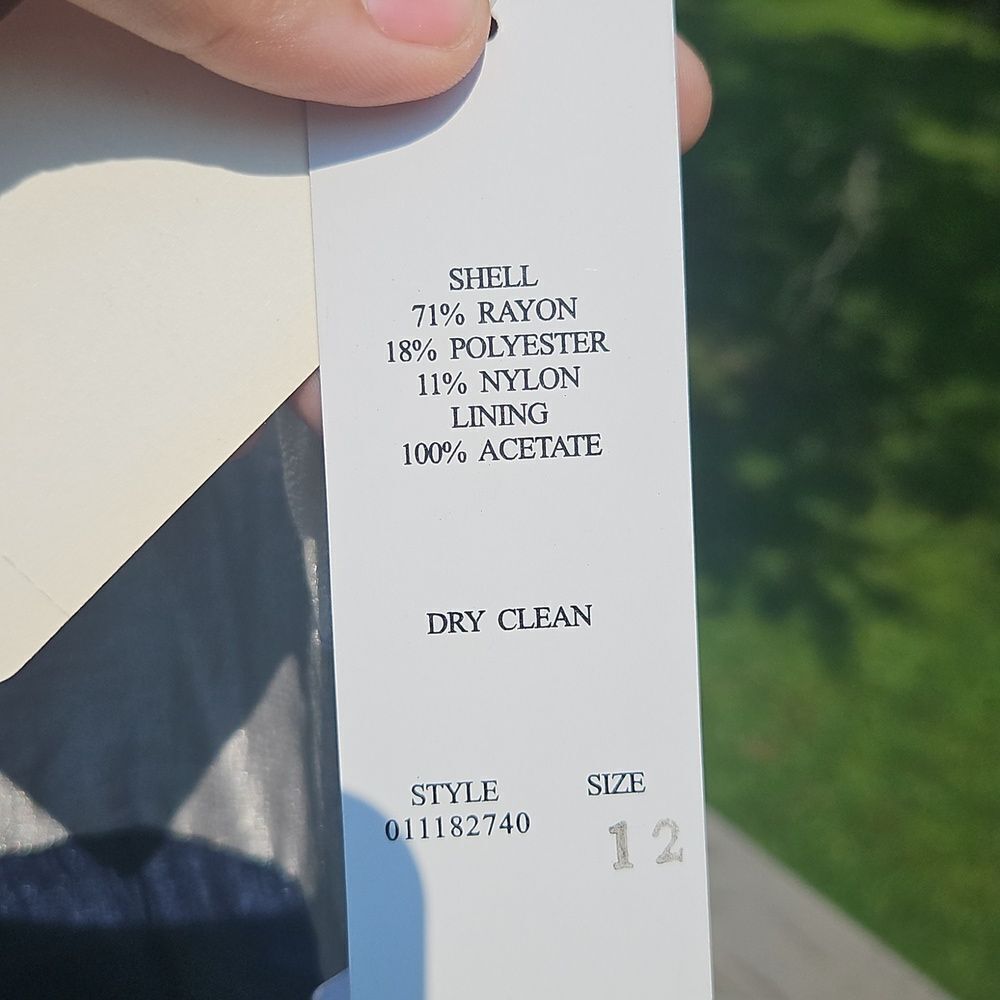 SHELL
71% RAYON
18% POLYESTER
11% NYLON
LINING
100% ACETATE
DRY CLEAN
STYLE SIZE
011182740 12